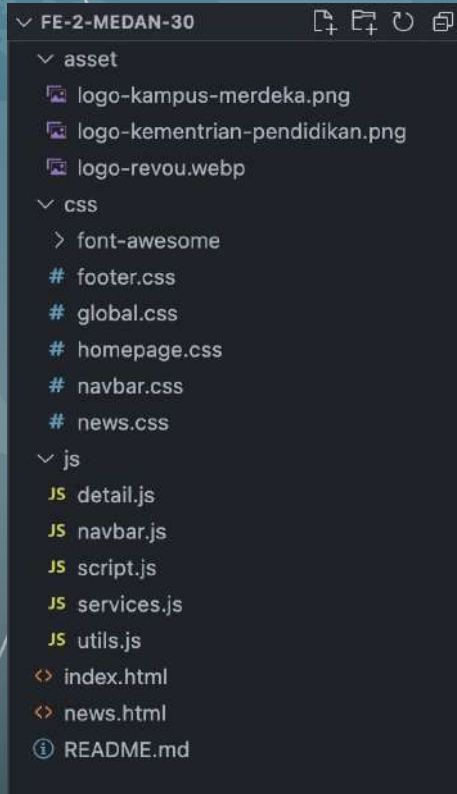 FE-2-MEDAN-30
asset
logo-kampus-merdeka.png
logo-kementrian-pendidikan.png
logo-revou.webp
css
font-awesome
# footer.css
# global.css
# homepage.css
# navbar.css
# news.css
js
JS detail.js
JS navbar.js
JS script.js
JS services.js
JS utils.js
<> index.html
<> news.html
README.md